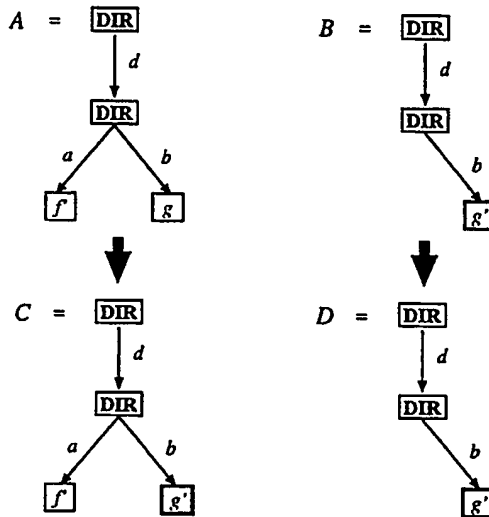 A = DIR
B = DIR
d
d
DIR
DIR
a b
b
f' g
g'
C = DIR
D = DIR
d
d
DIR
DIR
a b
b
f' g'
g'